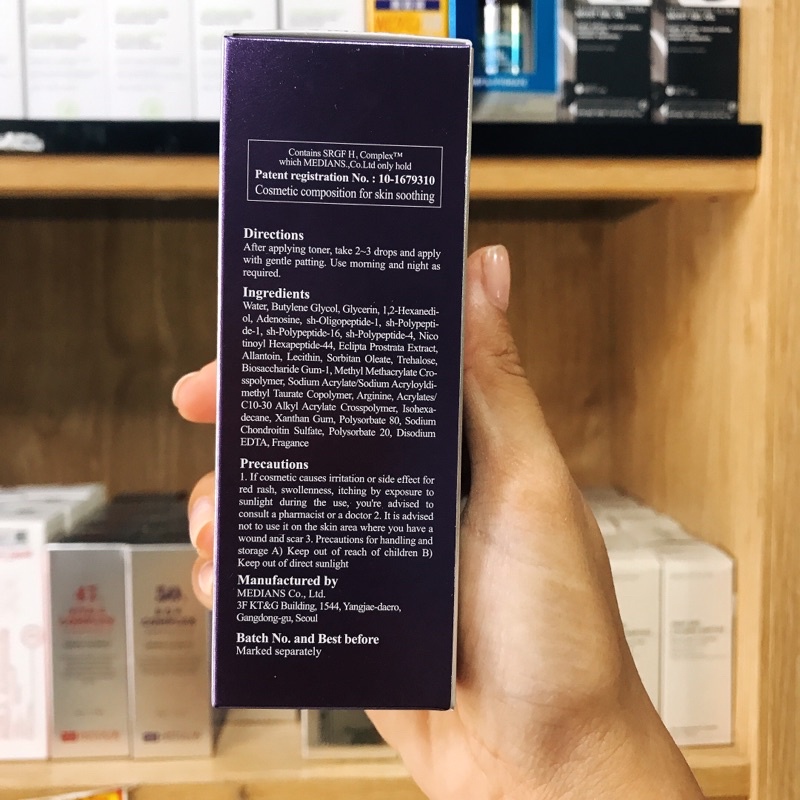 Contains SRGF H, Complex™
which MEDIANS.,Co.Ltd only hold
Patent registration No. : 10-1679310
Cosmetic composition for skin soothing
Directions
After applying toner, take 2~3 drops and apply
with gentle patting. Use morning and night as
required.
Ingredients
Water, Butylene Glycol, Glycerin, 1,2-Hexanedi-
ol, Adenosine, sh-Oligopeptide-1, sh-Polypepti-
de-1, sh-Polypeptide-16, sh-Polypeptide-4, Nico
tinoyl Hexapeptide-44, Eclipta Prostrata Extract,
Allantoin, Lecithin, Sorbitan Oleate, Trehalose,
Biosaccharide Gum-1, Methyl Methacrylate Cro-
sspolymer, Sodium Acrylate/Sodium Acryloyldi-
methyl Taurate Copolymer, Arginine, Acrylates/
C10-30 Alkyl Acrylate Crosspolymer, Isohexa-
decane, Xanthan Gum, Polysorbate 80, Sodium
Chondroitin Sulfate, Polysorbate 20, Disodium
EDTA, Fragance
Precautions
1. If cosmetic causes irritation or side effect for
red rash, swollenness, itching by exposure to
sunlight during the use, you're advised to
consult a pharmacist or a doctor 2. It is advised
not to use it on the skin area where you have a
wound and scar 3. Precautions for handling and
storage A) Keep out of reach of children B)
Keep out of direct sunlight
Manufactured by
MEDIANS Co., Ltd.
3F KT&G Building, 1544, Yangjae-daero,
Gangdong-gu, Seoul
Batch No. and Best before
Marked separately